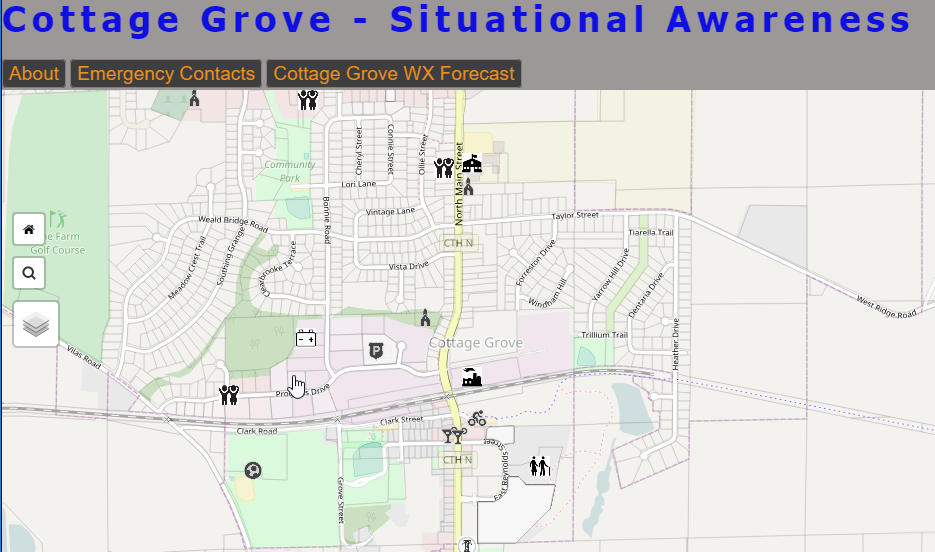 Cottage Grove - Situational Awareness
About Emergency Contacts Cottage Grove WX Forecast
Community Park
Cheryl Street
Connie Street
Ollie Street
North Main Street
Lori Lane
Bonnie Road
Vintage Lane
Weald Bridge Road
Taylor Street
Tiarella Trail
Farm Golf Course
Meadow Crest Trail
Southing Grange
Clearbrooke Terrace
CTH N
Vista Drive
Forreston Drive
Windham Hill
Yarrow Hill Drive
Dentaria Drive
West Ridge Road
Trillium Trail
Heather Drive
Cottage Grove
Vilas Road
P
Drive
Clark Street
Clark Road
Street
CTH N
East Reynolds
Grove Street